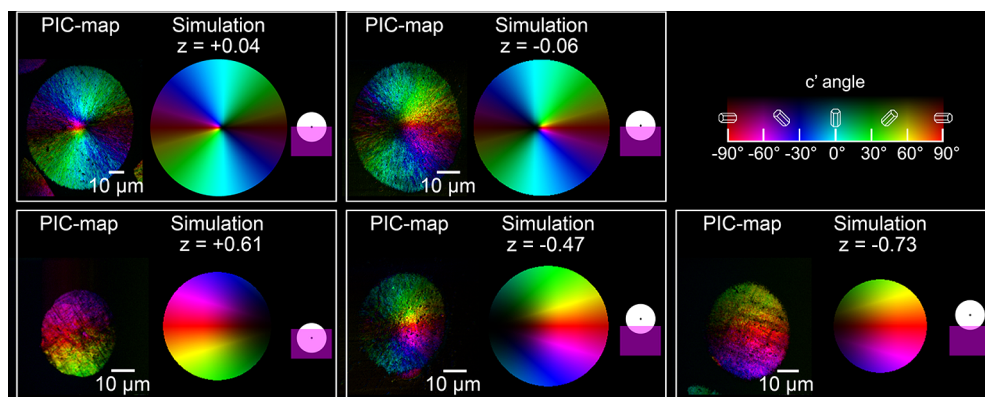 PIC-map
Simulation
z = +0.04
10 µm
PIC-map
Simulation
z = -0.06
10 µm
c' angle
-90° -60° -30° 0° 30° 60° 90°
PIC-map
Simulation
z = +0.61
10 µm
PIC-map
Simulation
z = -0.47
10 µm
PIC-map
Simulation
z = -0.73
10 µm